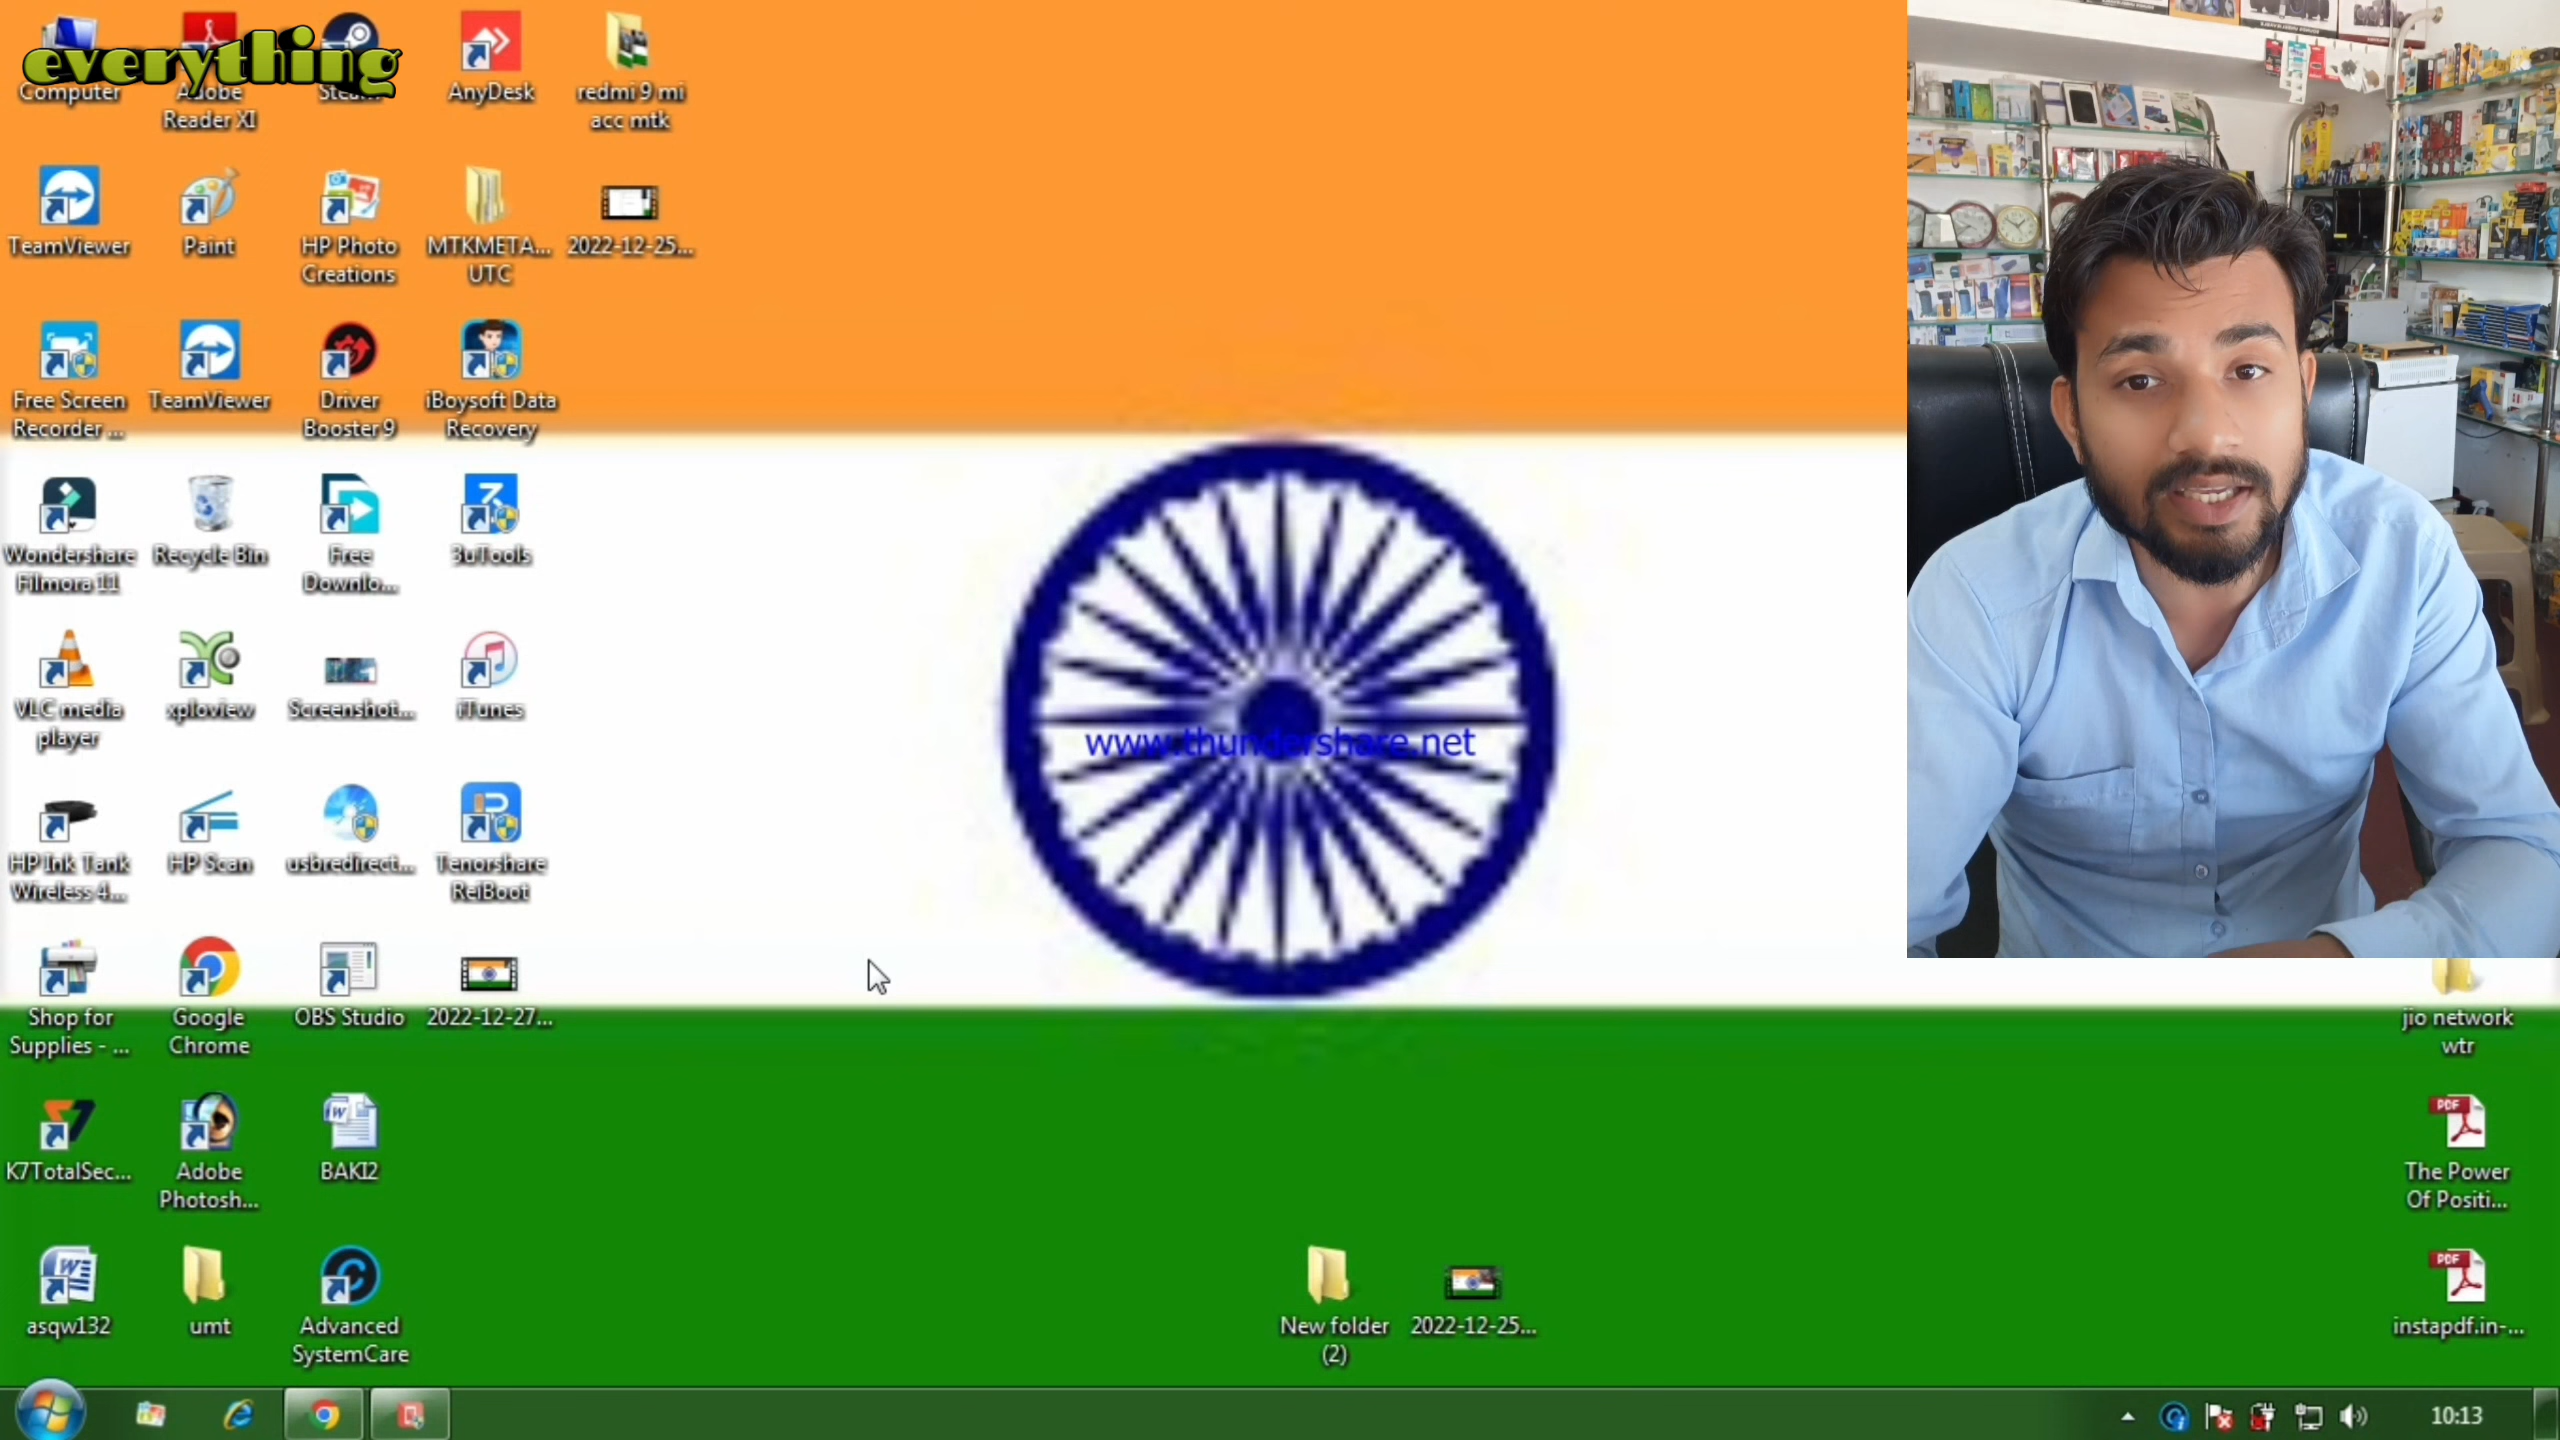 everything
Computer
Adobe
Reader XI
Steam
AnyDesk
redmi 9 mi
acc mtk
TeamViewer
Paint
HP Photo
Creations
MTKMETA...
UTC
2022-12-25...
Free Screen
Recorder ...
TeamViewer
Driver
Booster 9
iBoysoft Data
Recovery
Wondershare
Filmora 11
Recycle Bin
Free
Downlo...
3uTools
VLC media
player
xploview
Screenshot...
iTunes
www.thundershare.net
HP Ink Tank
Wireless 4...
HP Scan
usbredirect...
Tenorshare
ReiBoot
Shop for
Supplies - ...
Google
Chrome
OBS Studio
2022-12-27...
jio network
wtr
K7TotalSec...
Adobe
Photosh...
BAKI2
PDF
The Power
Of Positi...
asqw132
umt
Advanced
SystemCare
New folder
(2)
2022-12-25...
PDF
instapdf.in-...
10:13